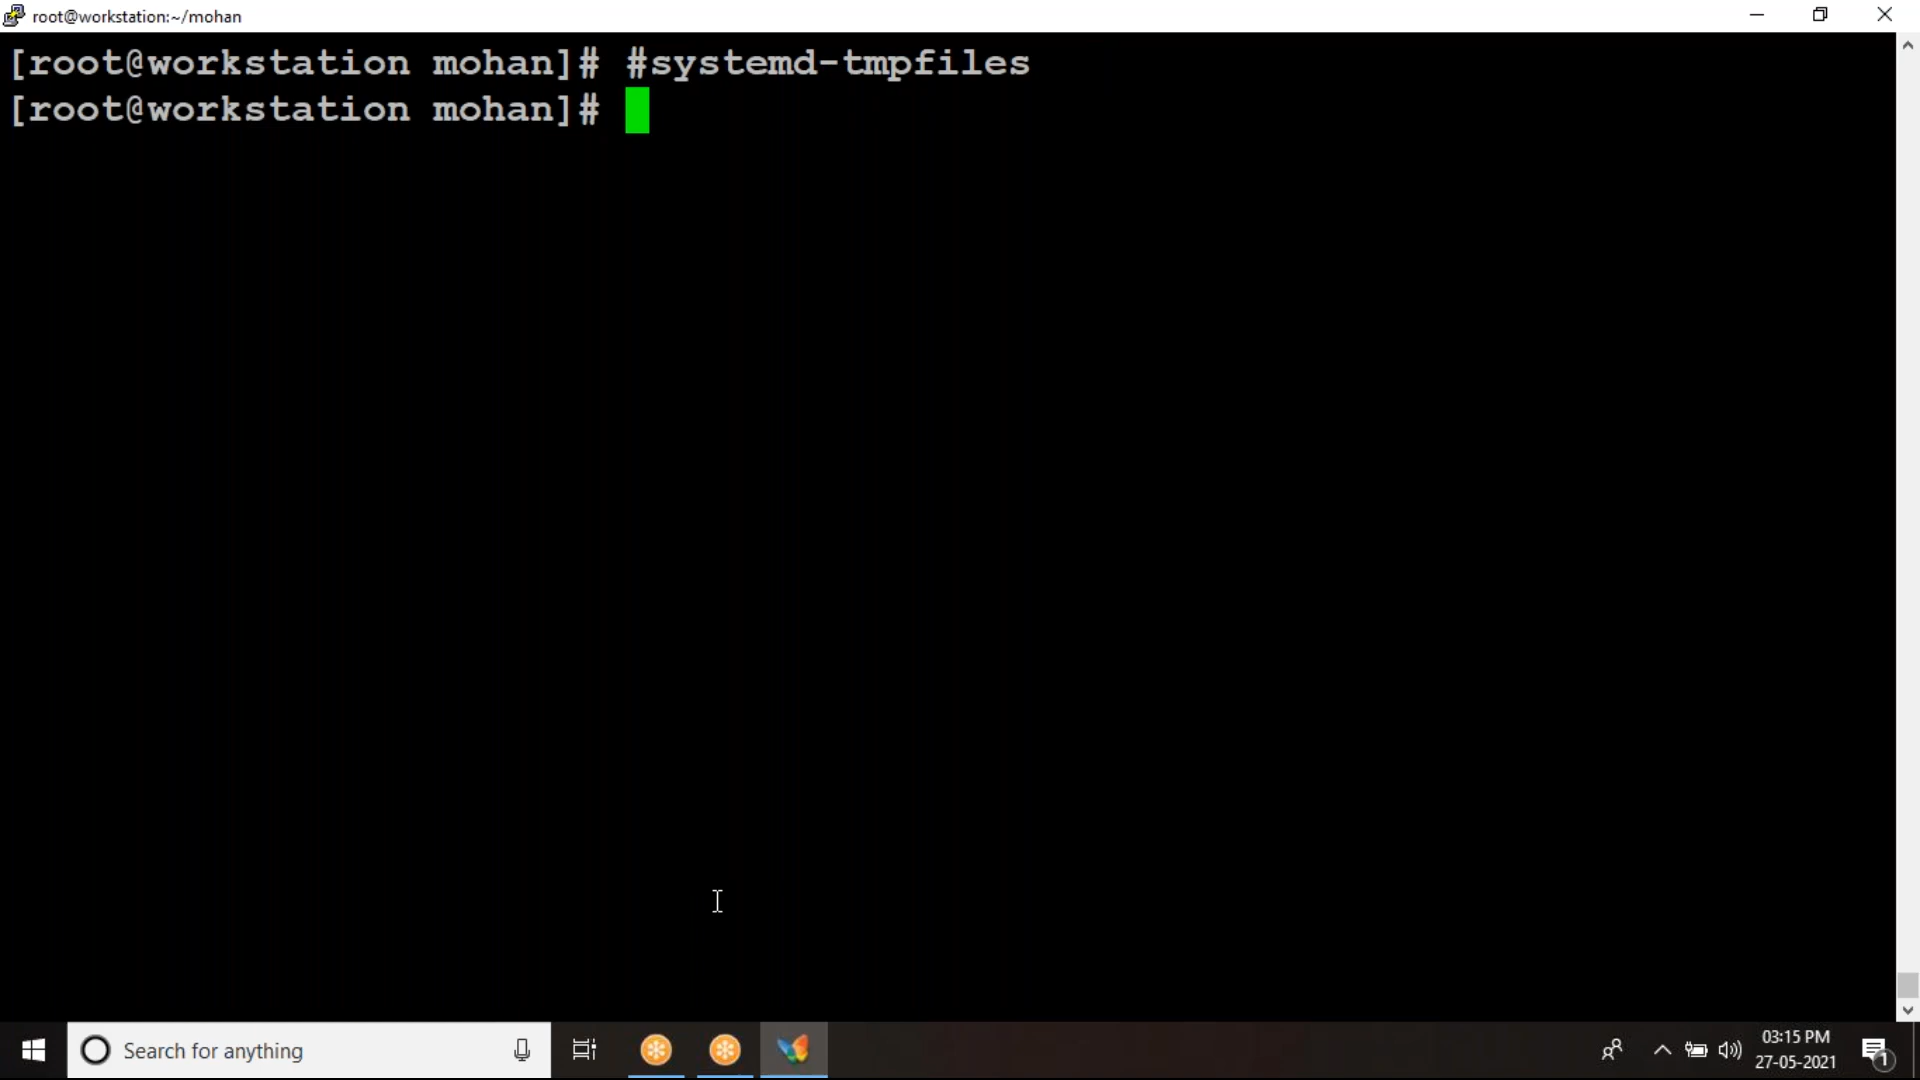 root@workstation:~/mohan
[root@workstation mohan]# #systemd-tmpfiles
[root@workstation mohan]#
Search for anything
03:15 PM
27-05-2021
1